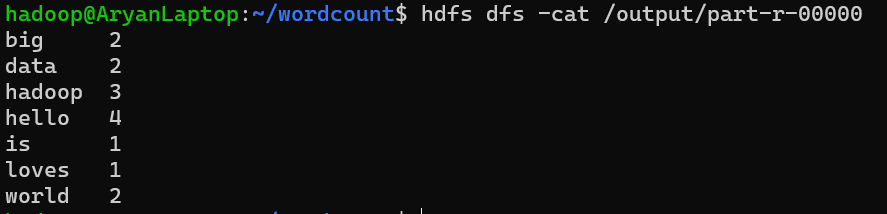 hadoop@AryanLaptop:~/wordcount$ hdfs dfs -cat /output/part-r-00000
big     2
data    2
hadoop  3
hello   4
is      1
loves   1
world   2